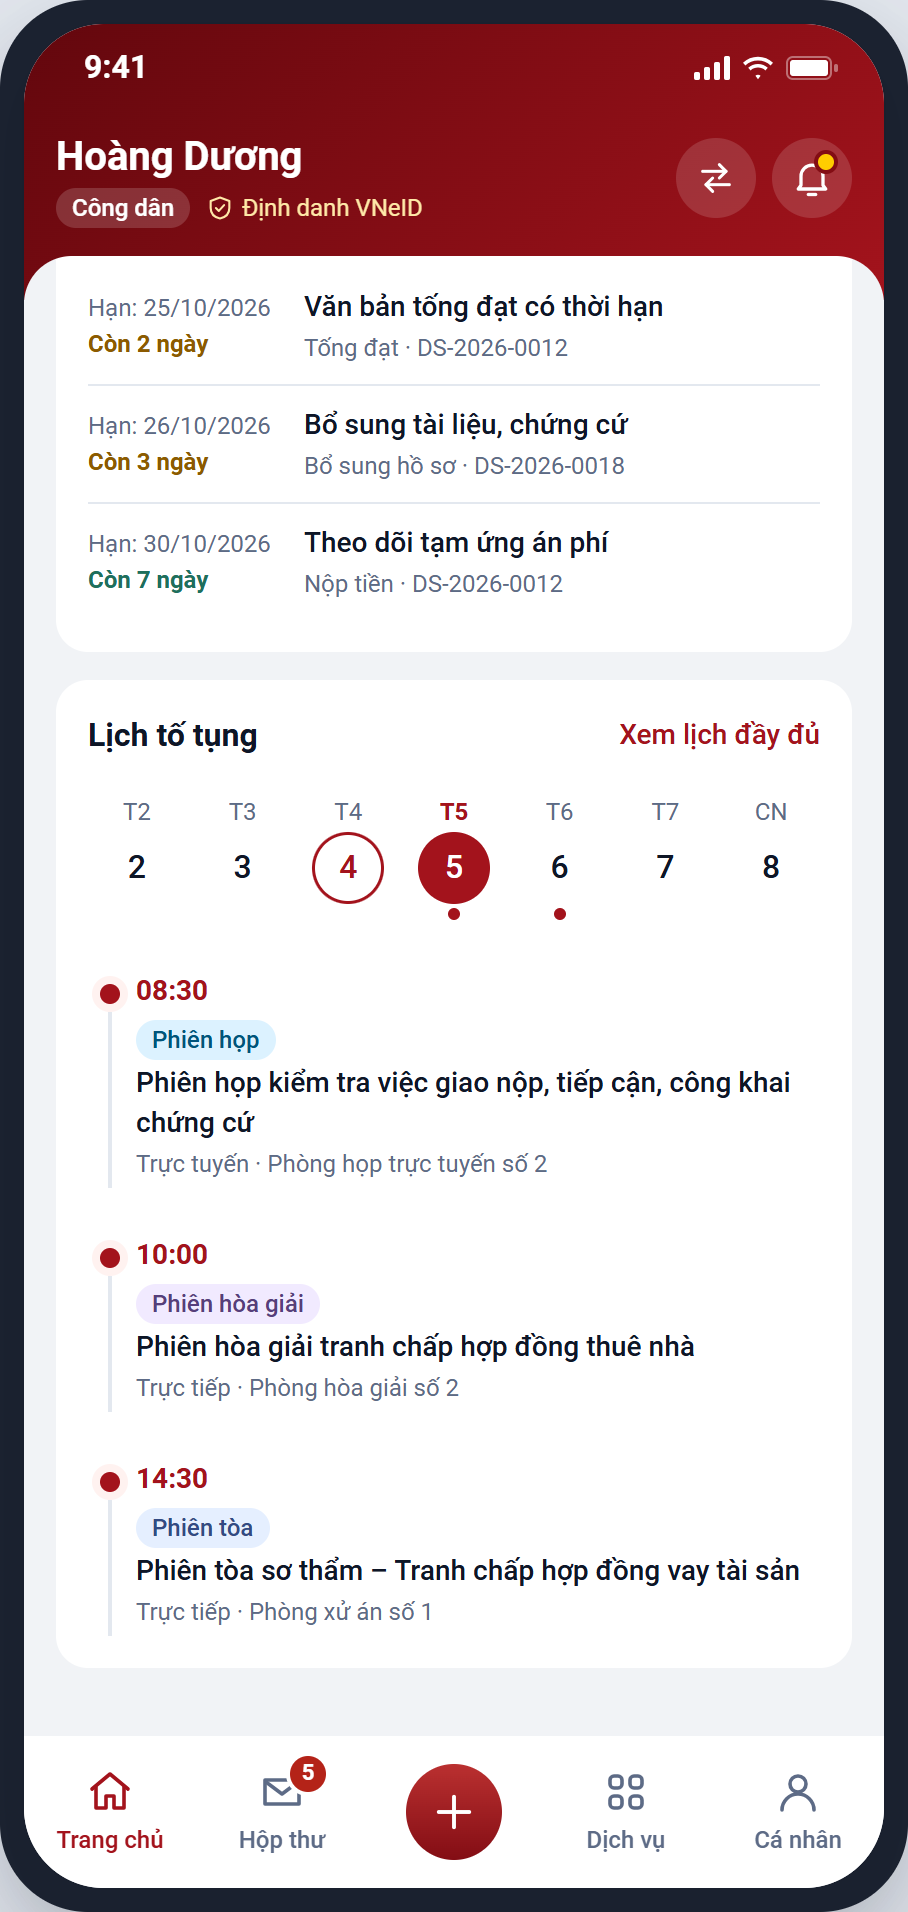 9:41
Hoàng Dương
Công dân
Định danh VNeID
Hạn: 25/10/2026
Còn 2 ngày
Văn bản tống đạt có thời hạn
Tống đạt · DS-2026-0012
Hạn: 26/10/2026
Còn 3 ngày
Bổ sung tài liệu, chứng cứ
Bổ sung hồ sơ · DS-2026-0018
Hạn: 30/10/2026
Còn 7 ngày
Theo dõi tạm ứng án phí
Nộp tiền · DS-2026-0012
Lịch tố tụng
Xem lịch đầy đủ
T2 T3 T4 T5 T6 T7 CN
2 3 4 5 6 7 8
08:30
Phiên họp
Phiên họp kiểm tra việc giao nộp, tiếp cận, công khai
chứng cứ
Trực tuyến · Phòng họp trực tuyến số 2
10:00
Phiên hòa giải
Phiên hòa giải tranh chấp hợp đồng thuê nhà
Trực tiếp · Phòng hòa giải số 2
14:30
Phiên tòa
Phiên tòa sơ thẩm – Tranh chấp hợp đồng vay tài sản
Trực tiếp · Phòng xử án số 1
5
Trang chủ
Hộp thư
Dịch vụ
Cá nhân